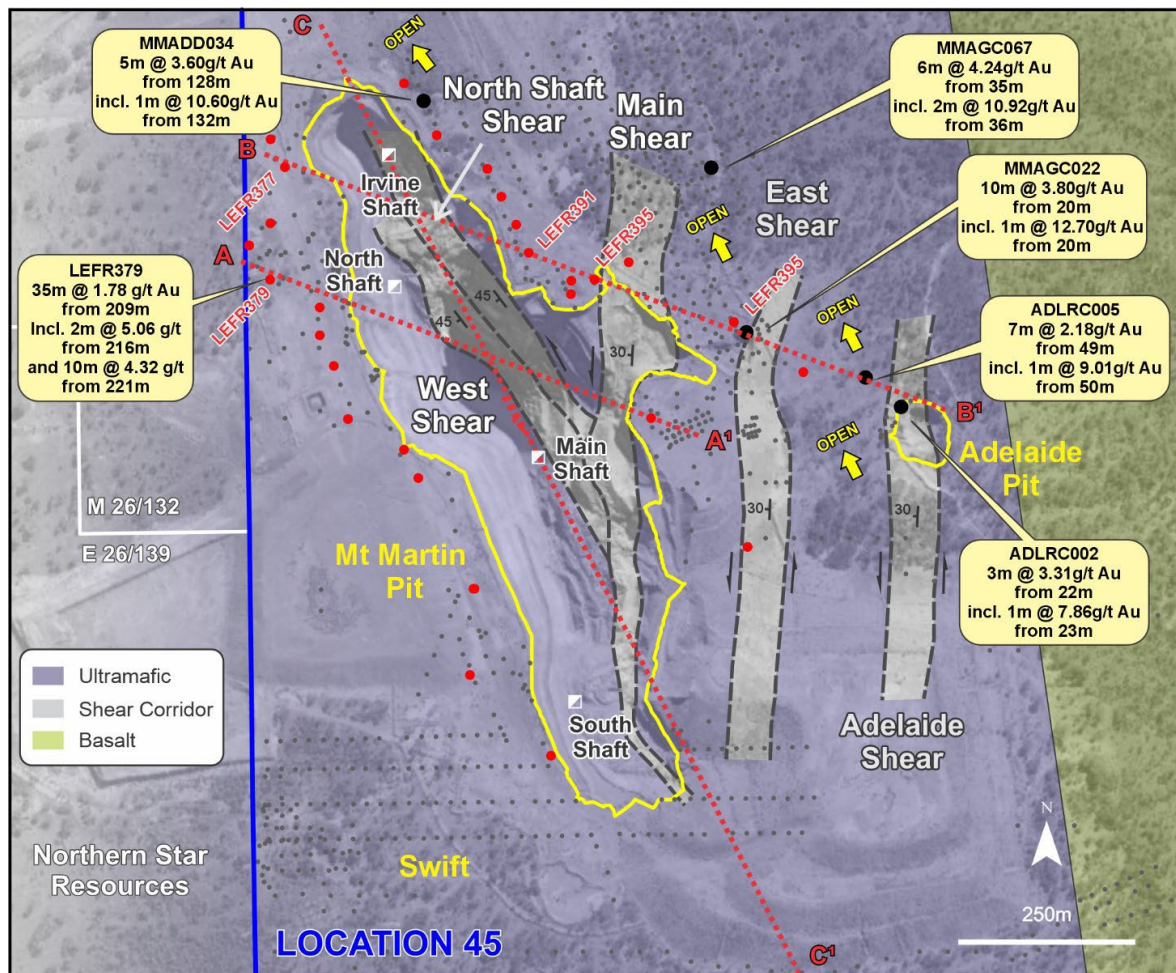 MMADD034
5m @ 3.60g/t Au
from 128m
incl. 1m @ 10.60g/t Au
from 132m
C
OPEN
North Shaft
Shear
Main
Shear
MMAGC067
6m @ 4.24g/t Au
from 35m
incl. 2m @ 10.92g/t Au
from 36m
B
Irvine
Shaft
LEFR377
East
Shear
OPEN
MMAGC022
10m @ 3.80g/t Au
from 20m
incl. 1m @ 12.70g/t Au
from 20m
LEFR391
LEFR395
A
North
Shaft
LEFR379
35m @ 1.78 g/t Au
from 209m
Incl. 2m @ 5.06 g/t
from 216m
and 10m @ 4.32 g/t
from 221m
LEFR379
45
45
30
LEFR395
OPEN
ADLRC005
7m @ 2.18g/t Au
from 49m
incl. 1m @ 9.01g/t Au
from 50m
West
Shear
A1
B1
OPEN
Adelaide
Pit
Main
Shaft
M 26/132
E 26/139
30
30
Mt Martin
Pit
ADLRC002
3m @ 3.31g/t Au
from 22m
incl. 1m @ 7.86g/t Au
from 23m
Ultramafic
Shear Corridor
Basalt
South
Shaft
Adelaide
Shear
Northern Star
Resources
Swift
N
250m
LOCATION 45
C1